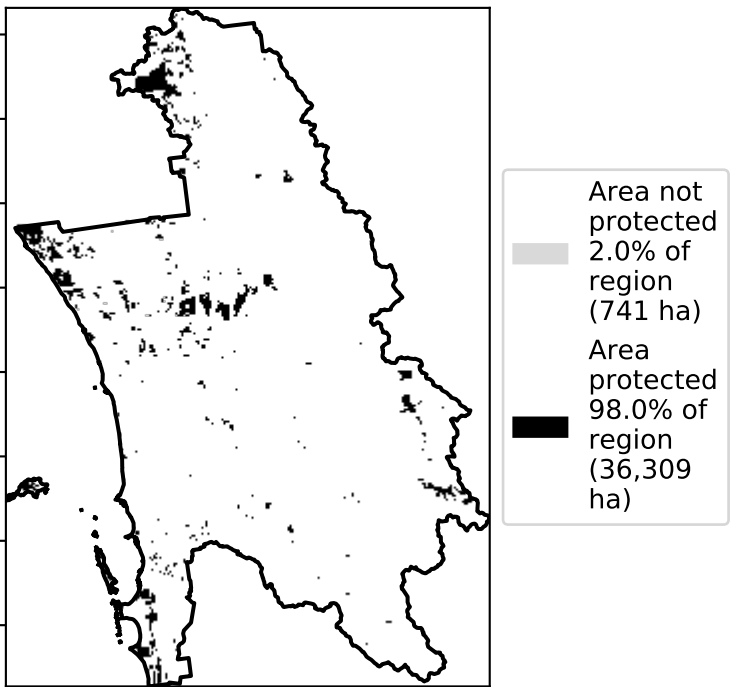 Area not
protected
2.0% of
region
(741 ha)
Area
protected
98.0% of
region
(36,309
ha)